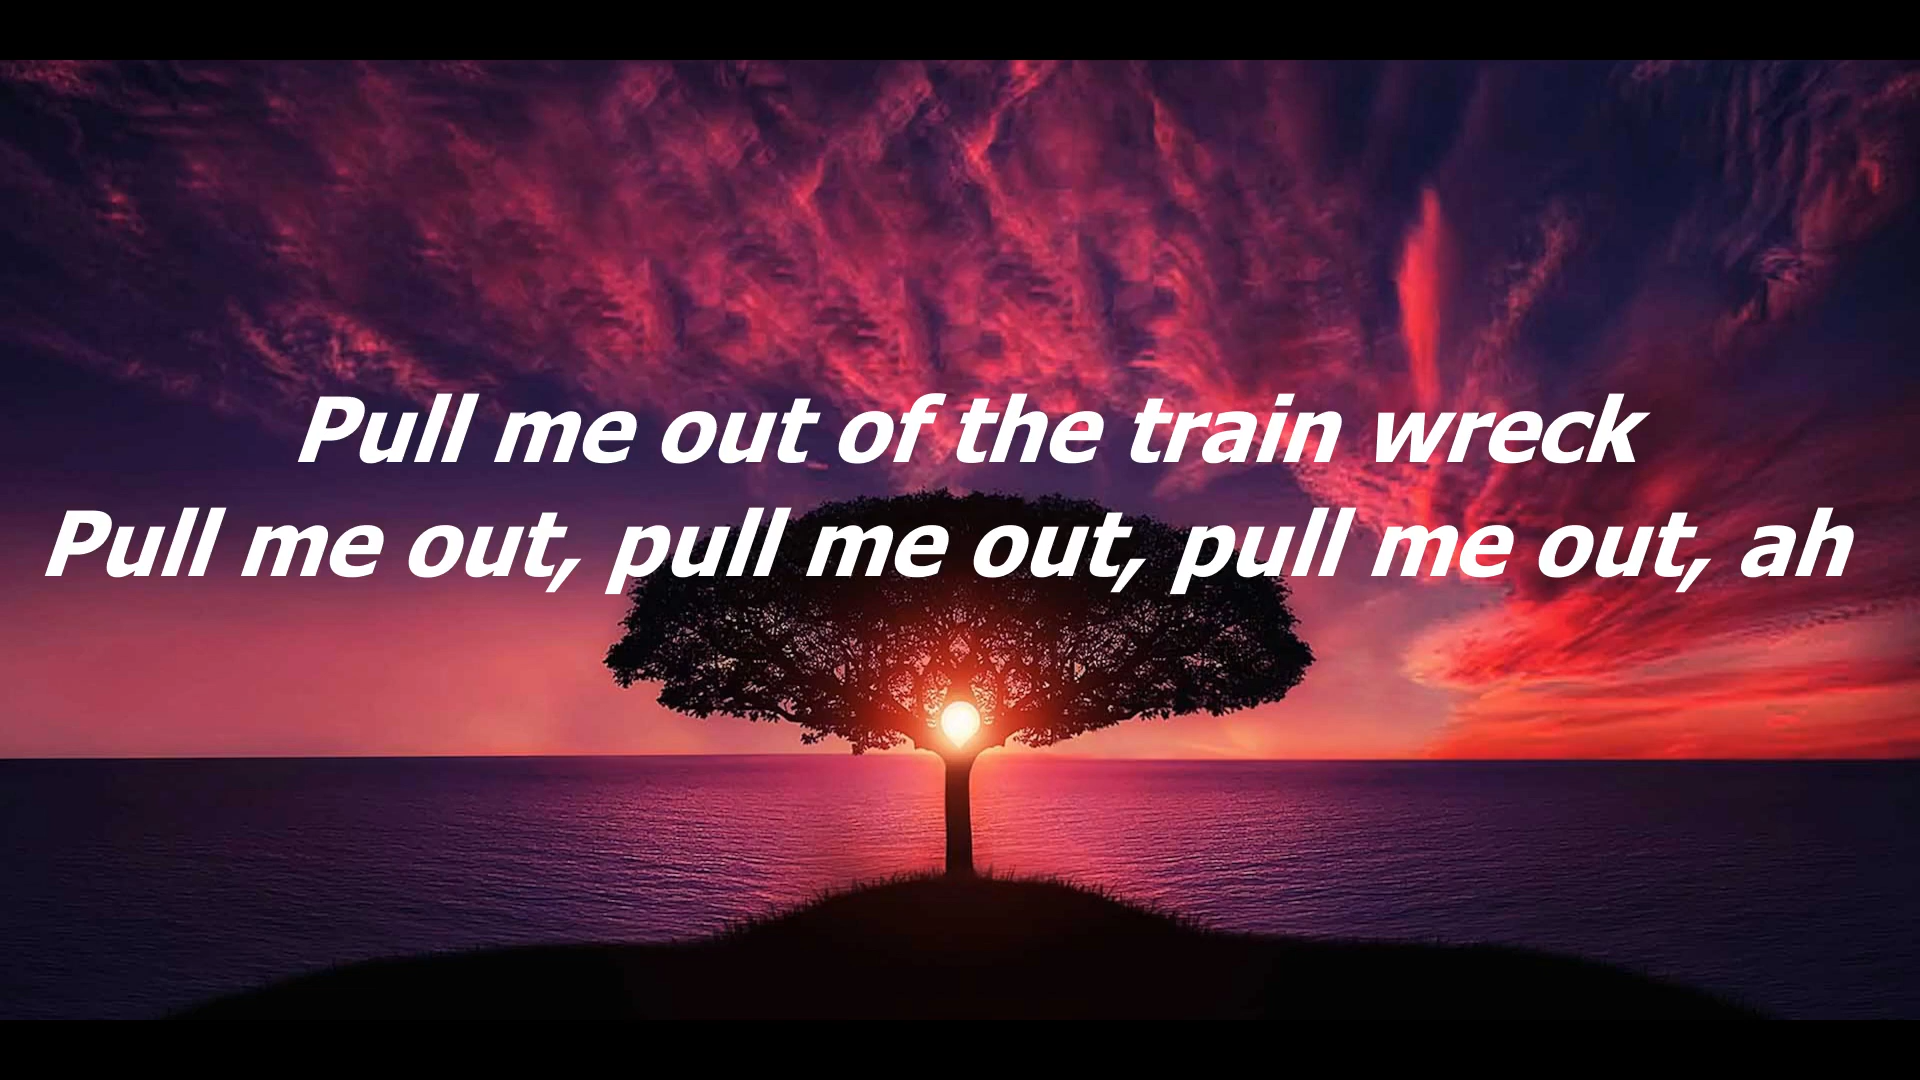 Pull me out of the train wreck
Pull me out, pull me out, pull me out, ah